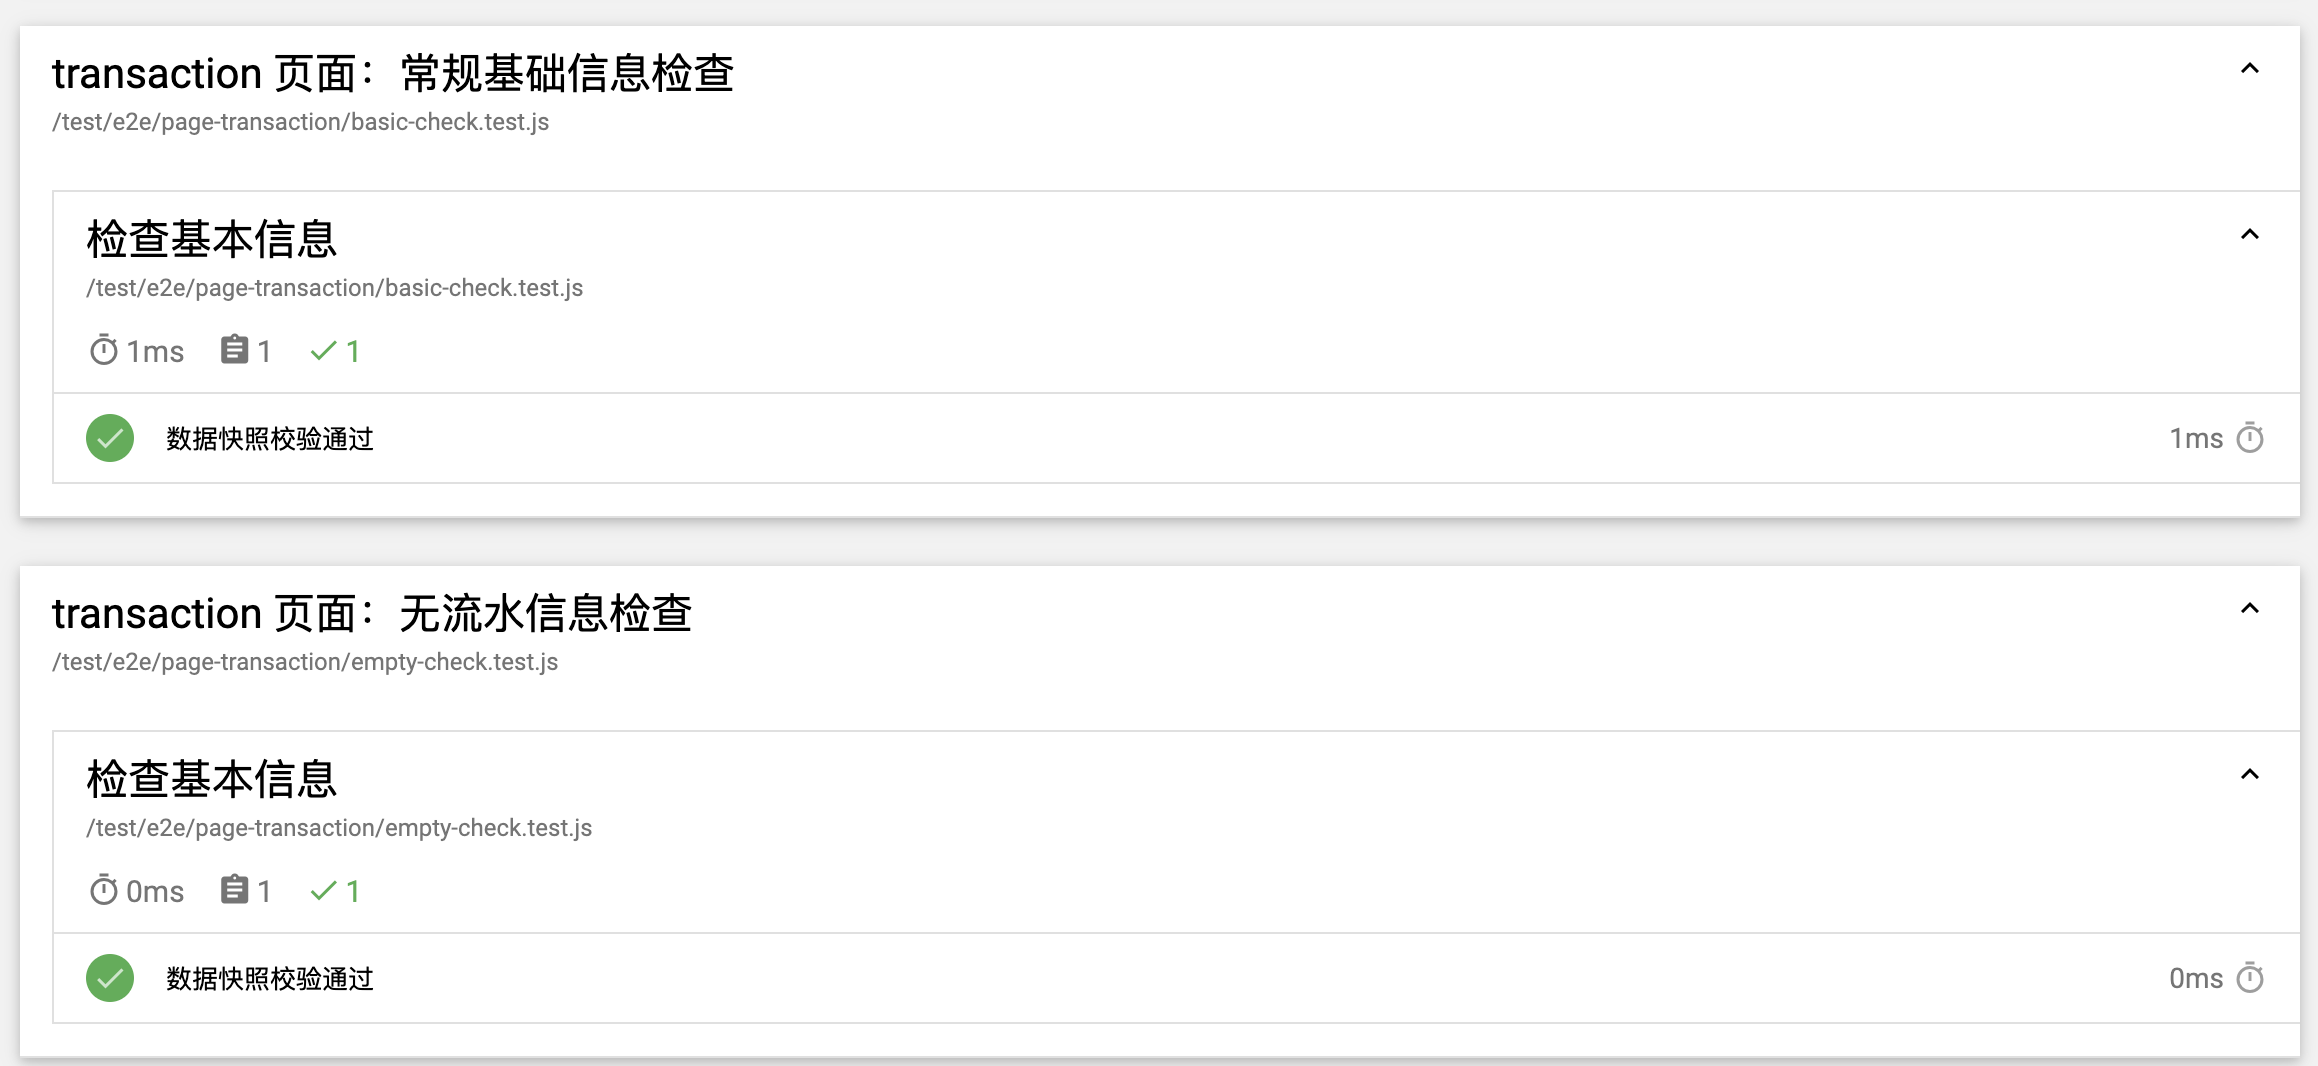 transaction 页面：常规基础信息检查
/test/e2e/page-transaction/basic-check.test.js
检查基本信息
/test/e2e/page-transaction/basic-check.test.js
1ms 1 1
数据快照校验通过 1ms
transaction 页面：无流水信息检查
/test/e2e/page-transaction/empty-check.test.js
检查基本信息
/test/e2e/page-transaction/empty-check.test.js
0ms 1 1
数据快照校验通过 0ms